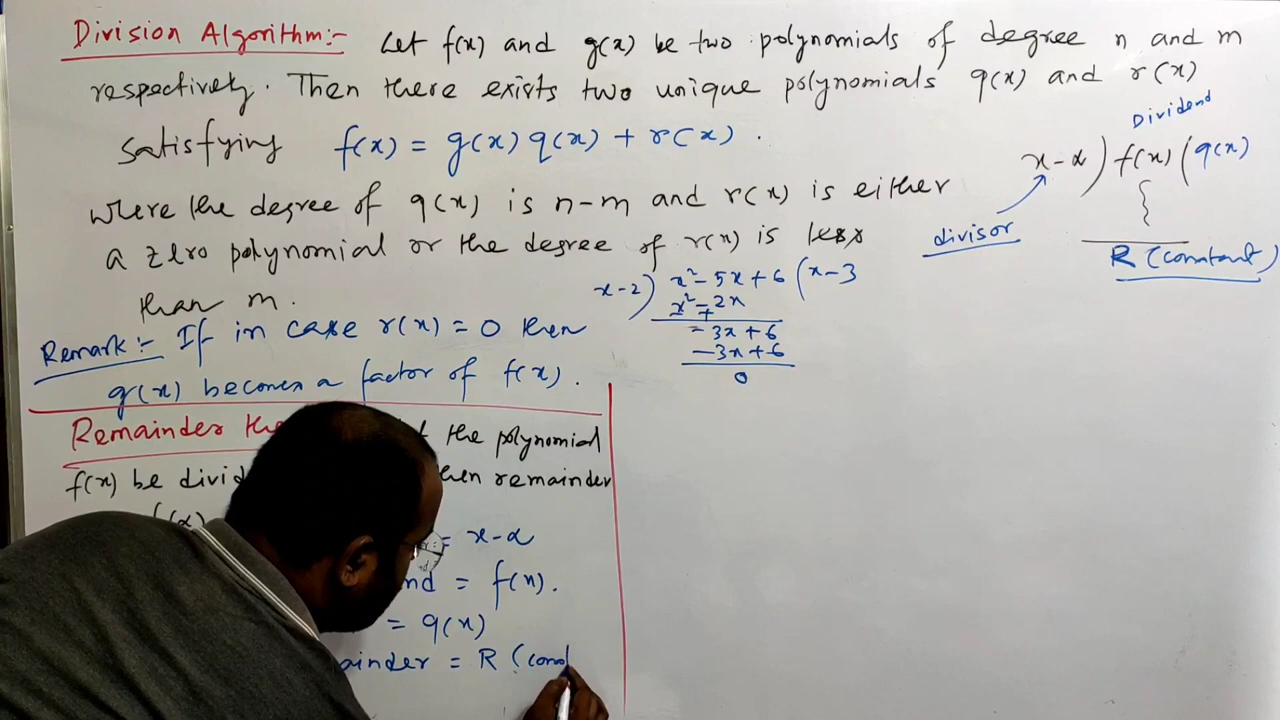 Division Algorithm:- Let f(x) and g(x) be two polynomials of degree n and m
respectively. Then there exists two unique polynomials q(x) and r(x)
satisfying f(x) = g(x) q(x) + r(x).
where the degree of q(x) is n-m and r(x) is either
a zero polynomial or the degree of r(x) is less
than m.
Remark:- If in case r(x) = 0 then
g(x) becomes a factor of f(x).
Dividend
x-α ) f(x) ( q(x)
divisor
R (constant)
x-2 ) x²-5x+6 ( x-3
x²-2x
- +
-3x+6
-3x+6
0
Remainder the polynomial
f(x) be remainder
f(α)
= x-α
= f(x).
= q(x)
= R (const